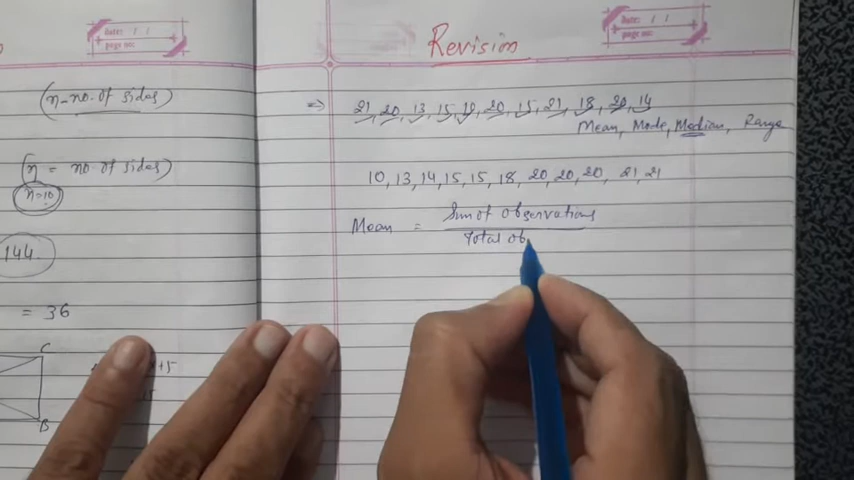 Date: / /
page no:
(n-no. of sides)
(n = no. of sides)
n=10
144
= 36
C
x+5
B
Date: / /
page no:
Revision
⇒ 21, 20, 13, 15, 10, 20, 15, 21, 18, 20, 14
Mean, Mode, Median, Range
10, 13, 14, 15, 15, 18, 20, 20, 20, 21, 21
Mean = Sum of Observations
Total ob